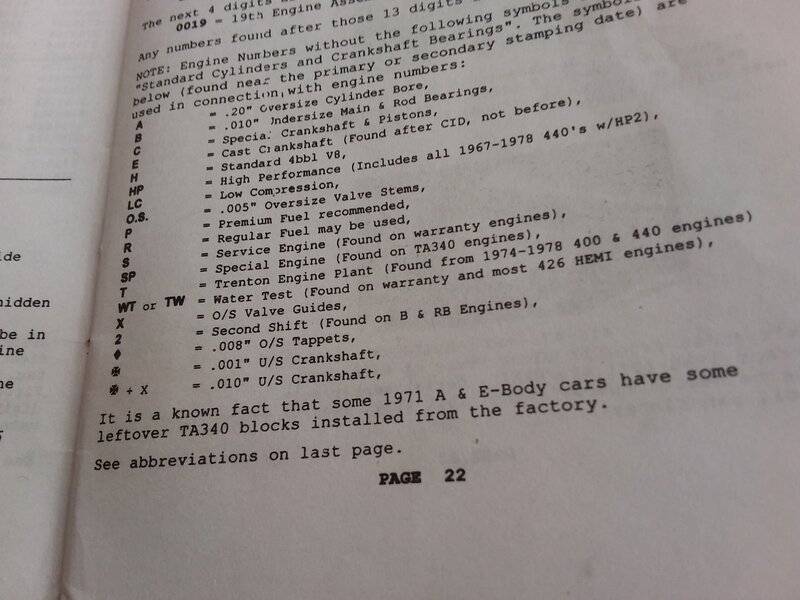 The next 4 digits
0019 = 19th Engine
Any numbers found after those 13 digits
NOTE: Engine Numbers without the following symbols
"Standard Cylinders and Crankshaft Bearings". The symbols
below (found near the primary or secondary stamping date) are
used in connection with engine numbers:
A = .20" Oversize Cylinder Bore,
B = .010" Undersize Main & Rod Bearings,
C = Special Crankshaft & Pistons,
E = Cast Crankshaft (Found after CID, not before),
H = Standard 4bbl V8,
HP = High Performance (Includes all 1967-1978 440's w/HP2),
LC = Low Compression,
O.S. = .005" Oversize Valve Stems,
P = Premium Fuel recommended,
R = Regular Fuel may be used,
S = Service Engine (Found on warranty engines),
SP = Special Engine (Found on TA340 engines),
T = Trenton Engine Plant (Found from 1974-1978 400 & 440 engines)
WT or TW = Water Test (Found on warranty and most 426 HEMI engines),
X = O/S Valve Guides,
2 = Second Shift (Found on B & RB Engines),
♦ = .008" O/S Tappets,
✠ = .001" U/S Crankshaft,
✠ + X = .010" U/S Crankshaft,
It is a known fact that some 1971 A & E-Body cars have some
leftover TA340 blocks installed from the factory.
See abbreviations on last page.
PAGE 22
be in